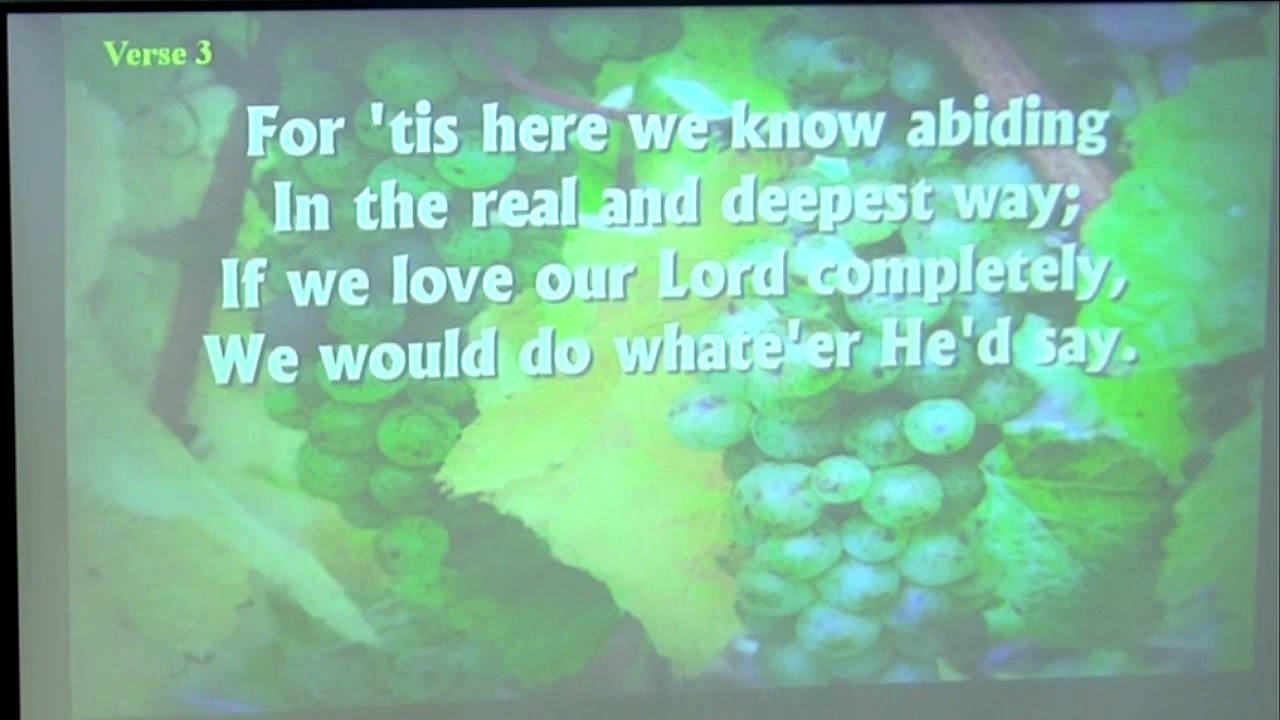 Verse 3
For 'tis here we know abiding
In the real and deepest way;
If we love our Lord completely,
We would do whate'er He'd say.